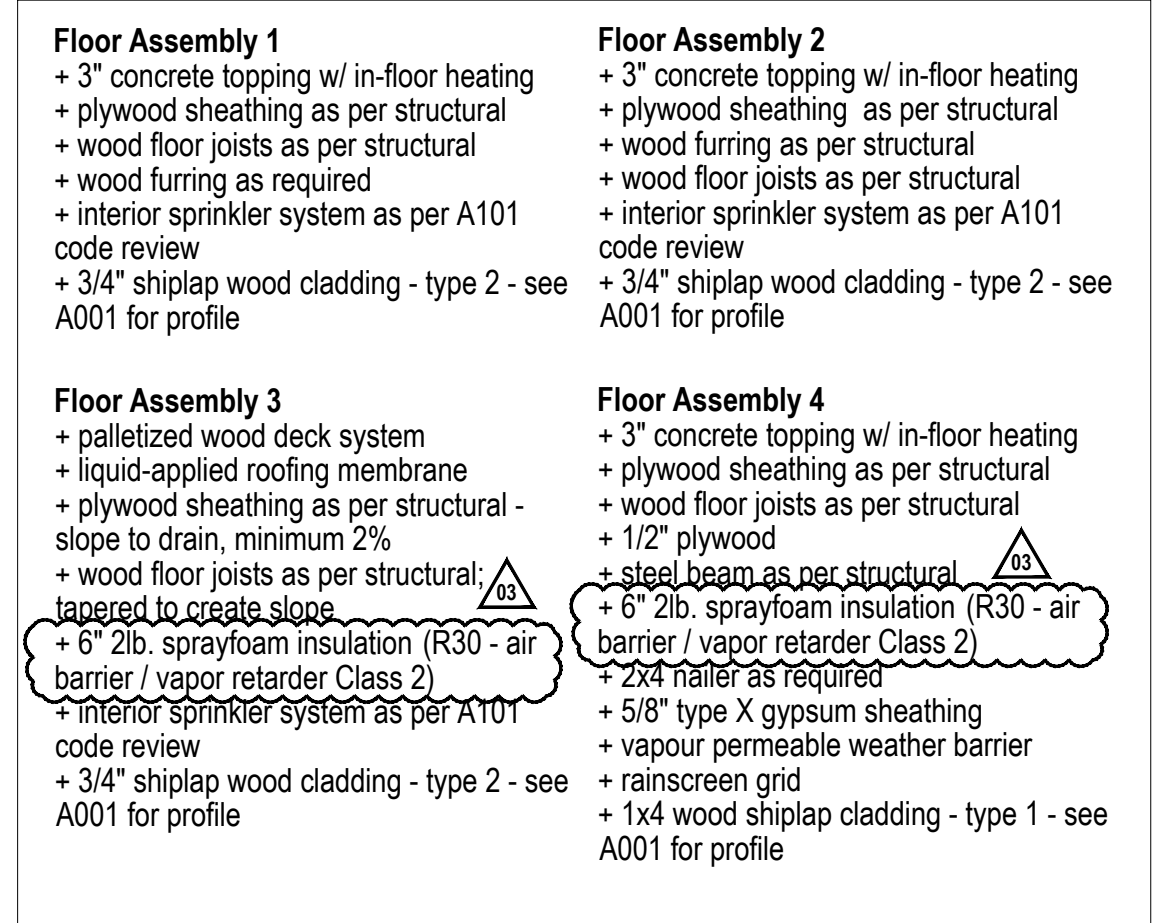 Floor Assembly 1
+ 3" concrete topping w/ in-floor heating
+ plywood sheathing as per structural
+ wood floor joists as per structural
+ wood furring as required
+ interior sprinkler system as per A101
code review
+ 3/4" shiplap wood cladding - type 2 - see
A001 for profile
Floor Assembly 2
+ 3" concrete topping w/ in-floor heating
+ plywood sheathing as per structural
+ wood furring as per structural
+ wood floor joists as per structural
+ interior sprinkler system as per A101
code review
+ 3/4" shiplap wood cladding - type 2 - see
A001 for profile
Floor Assembly 3
+ palletized wood deck system
+ liquid-applied roofing membrane
+ plywood sheathing as per structural -
slope to drain, minimum 2%
+ wood floor joists as per structural;
tapered to create slope
03
+ 6" 2lb. sprayfoam insulation (R30 - air
barrier / vapor retarder Class 2)
+ interior sprinkler system as per A101
code review
+ 3/4" shiplap wood cladding - type 2 - see
A001 for profile
Floor Assembly 4
+ 3" concrete topping w/ in-floor heating
+ plywood sheathing as per structural
+ wood floor joists as per structural
+ 1/2" plywood
+ steel beam as per structural
03
+ 6" 2lb. sprayfoam insulation (R30 - air
barrier / vapor retarder Class 2)
+ 2x4 nailer as required
+ 5/8" type X gypsum sheathing
+ vapour permeable weather barrier
+ rainscreen grid
+ 1x4 wood shiplap cladding - type 1 - see
A001 for profile